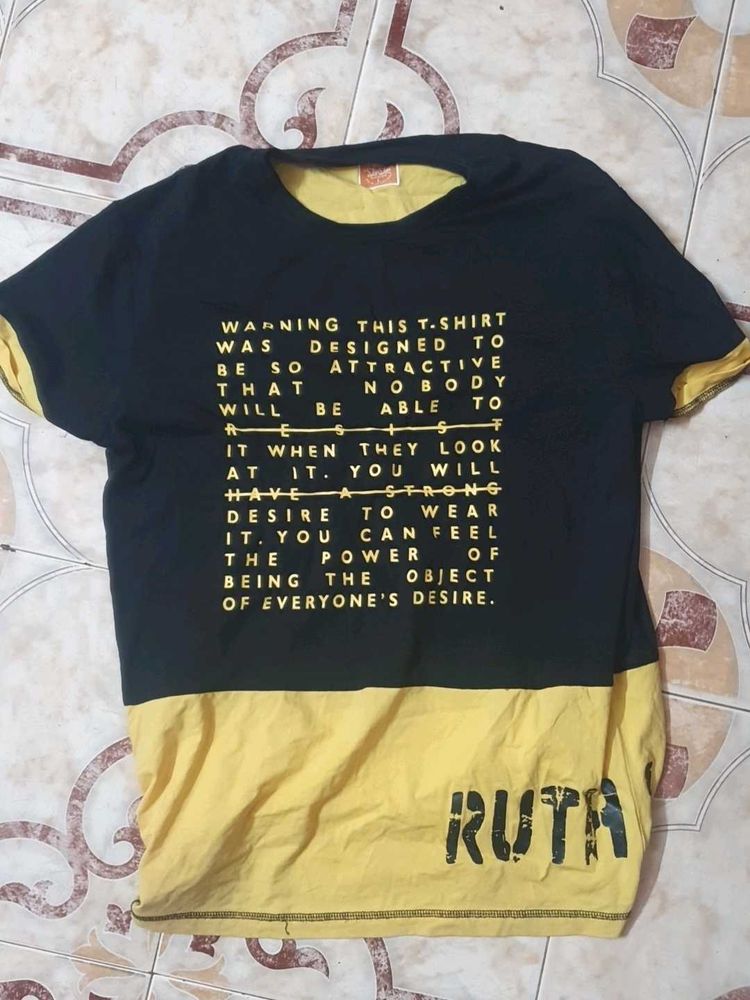 WARNING THIS T-SHIRT
WAS DESIGNED TO
BE SO ATTRACTIVE
THAT NOBODY
WILL BE ABLE TO
RESIST
IT WHEN THEY LOOK
AT IT. YOU WILL
HAVE A STRONG
DESIRE TO WEAR
IT. YOU CAN FEEL
THE POWER OF
BEING THE OBJECT
OF EVERYONE'S DESIRE.
RUTA